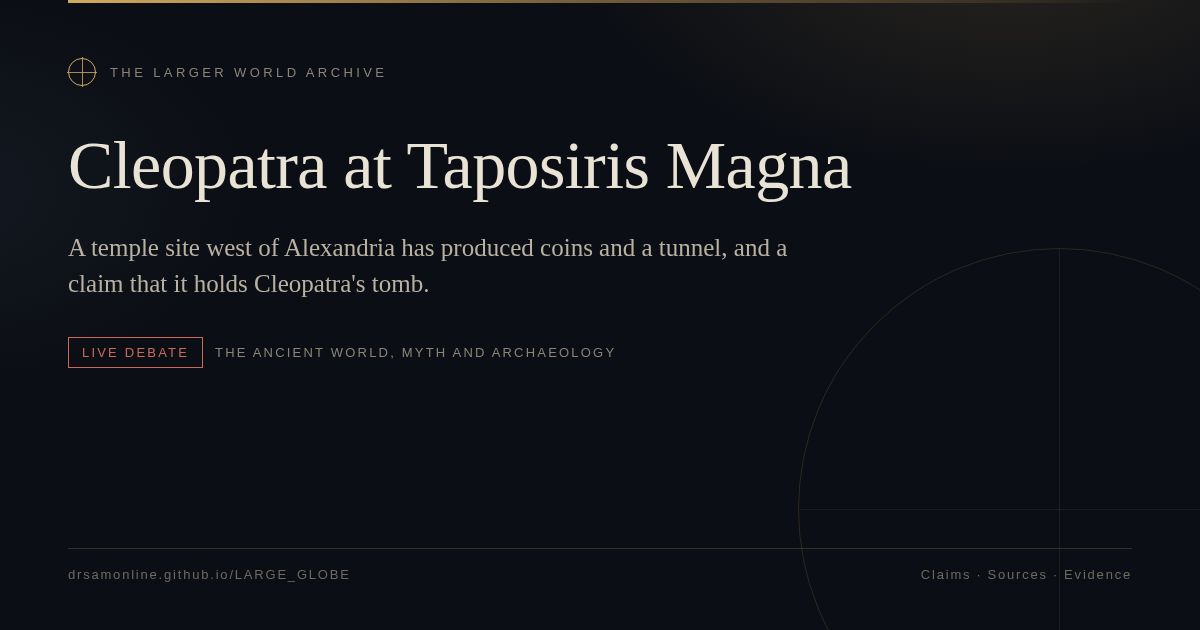 THE LARGER WORLD ARCHIVE
Cleopatra at Taposiris Magna
A temple site west of Alexandria has produced coins and a tunnel, and a
claim that it holds Cleopatra's tomb.
LIVE DEBATE THE ANCIENT WORLD, MYTH AND ARCHAEOLOGY
drsamonline.github.io/LARGE_GLOBE Claims · Sources · Evidence